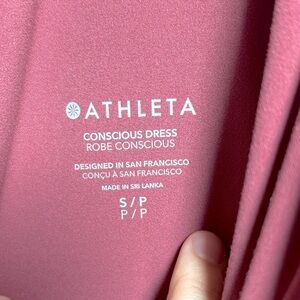 ATHLETA
CONSCIOUS DRESS
ROBE CONSCIOUS
DESIGNED IN SAN FRANCISCO
CONÇU À SAN FRANCISCO
MADE IN SRI LANKA
S / P
P / P